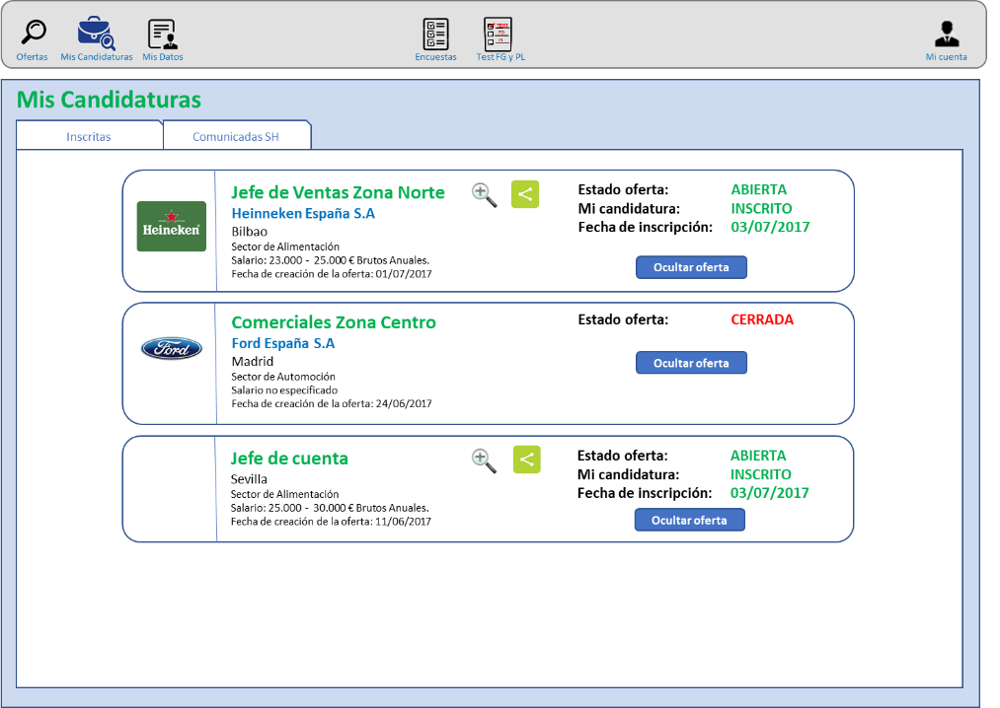 Ofertas
Mis Candidaturas
Mis Datos
Encuestas
TEST
FG
PL
Test FG y PL
Mi cuenta
Mis Candidaturas
Inscritas
Comunicadas SH
Heineken
Jefe de Ventas Zona Norte
Heinneken España S.A
Bilbao
Sector de Alimentación
Salario: 23.000 - 25.000 € Brutos Anuales.
Fecha de creación de la oferta: 01/07/2017
Estado oferta: ABIERTA
Mi candidatura: INSCRITO
Fecha de inscripción: 03/07/2017
Ocultar oferta
Ford
Comerciales Zona Centro
Ford España S.A
Madrid
Sector de Automoción
Salario no especificado
Fecha de creación de la oferta: 24/06/2017
Estado oferta: CERRADA
Ocultar oferta
Jefe de cuenta
Sevilla
Sector de Alimentación
Salario: 25.000 - 30.000 € Brutos Anuales.
Fecha de creación de la oferta: 11/06/2017
Estado oferta: ABIERTA
Mi candidatura: INSCRITO
Fecha de inscripción: 03/07/2017
Ocultar oferta